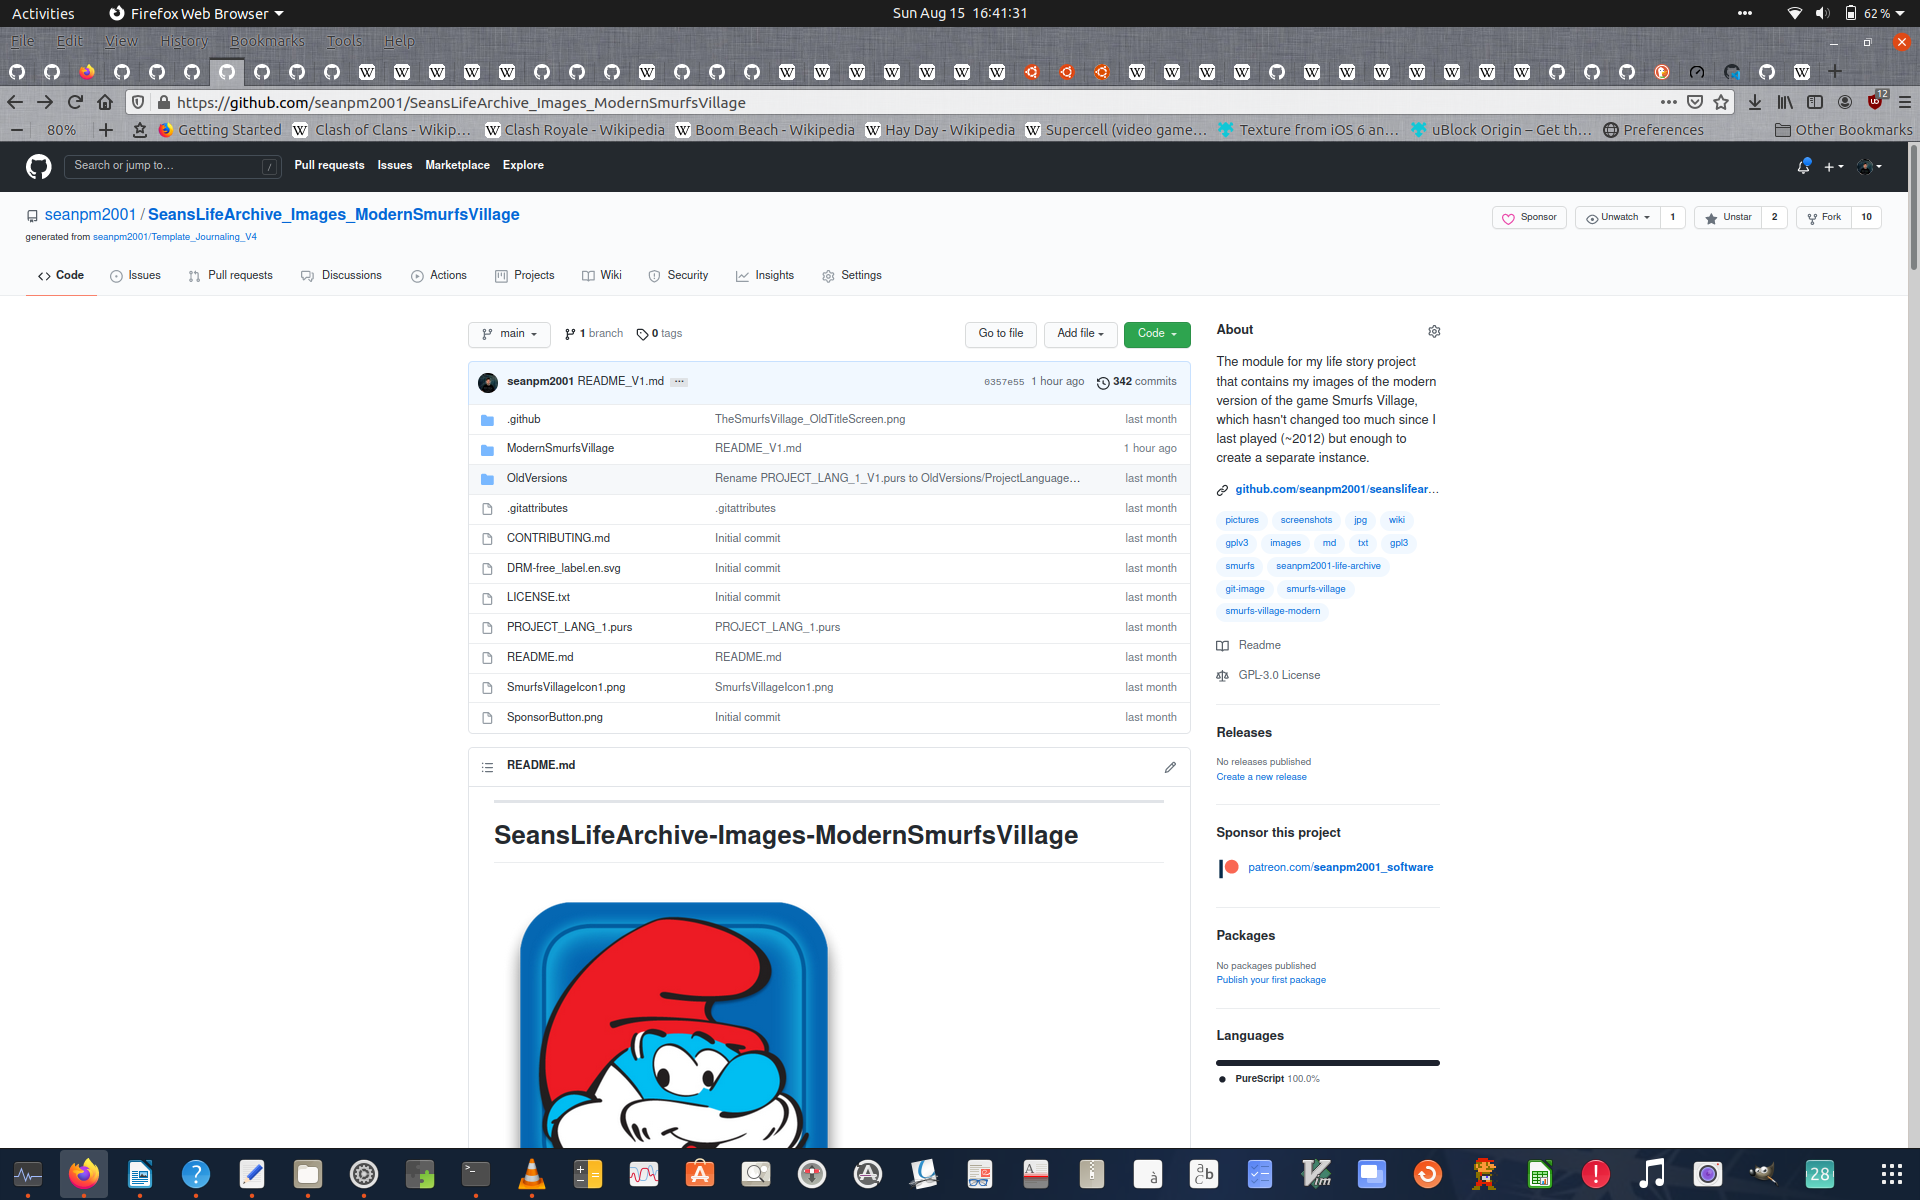 Activities
Firefox Web Browser
Sun Aug 15 16:41:31
62 %
File Edit View History Bookmarks Tools Help
https://github.com/seanpm2001/SeansLifeArchive_Images_ModernSmurfsVillage
12
80%
Getting Started
Clash of Clans - Wikip…
Clash Royale - Wikipedia
Boom Beach - Wikipedia
Hay Day - Wikipedia
Supercell (video game…
Texture from iOS 6 an…
uBlock Origin – Get th…
Preferences
Other Bookmarks
Search or jump to…
/
Pull requests Issues Marketplace Explore
seanpm2001 / SeansLifeArchive_Images_ModernSmurfsVillage
generated from seanpm2001/Template_Journaling_V4
Sponsor
Unwatch 1
Unstar 2
Fork 10
Code Issues Pull requests Discussions Actions Projects Wiki Security Insights Settings
main
1 branch
0 tags
Go to file
Add file
Code
seanpm2001 README_V1.md ... 0357e55 1 hour ago 342 commits
.github TheSmurfsVillage_OldTitleScreen.png last month
ModernSmurfsVillage README_V1.md 1 hour ago
OldVersions Rename PROJECT_LANG_1_V1.purs to OldVersions/ProjectLanguage… last month
.gitattributes .gitattributes last month
CONTRIBUTING.md Initial commit last month
DRM-free_label.en.svg Initial commit last month
LICENSE.txt Initial commit last month
PROJECT_LANG_1.purs PROJECT_LANG_1.purs last month
README.md README.md last month
SmurfsVillageIcon1.png SmurfsVillageIcon1.png last month
SponsorButton.png Initial commit last month
README.md
SeansLifeArchive-Images-ModernSmurfsVillage
About
The module for my life story project
that contains my images of the modern
version of the game Smurfs Village,
which hasn't changed too much since I
last played (~2012) but enough to
create a separate instance.
github.com/seanpm2001/seanslifear…
pictures screenshots jpg wiki
gplv3 images md txt gpl3
smurfs seanpm2001-life-archive
git-image smurfs-village
smurfs-village-modern
Readme
GPL-3.0 License
Releases
No releases published
Create a new release
Sponsor this project
patreon.com/seanpm2001_software
Packages
No packages published
Publish your first package
Languages
PureScript 100.0%
28